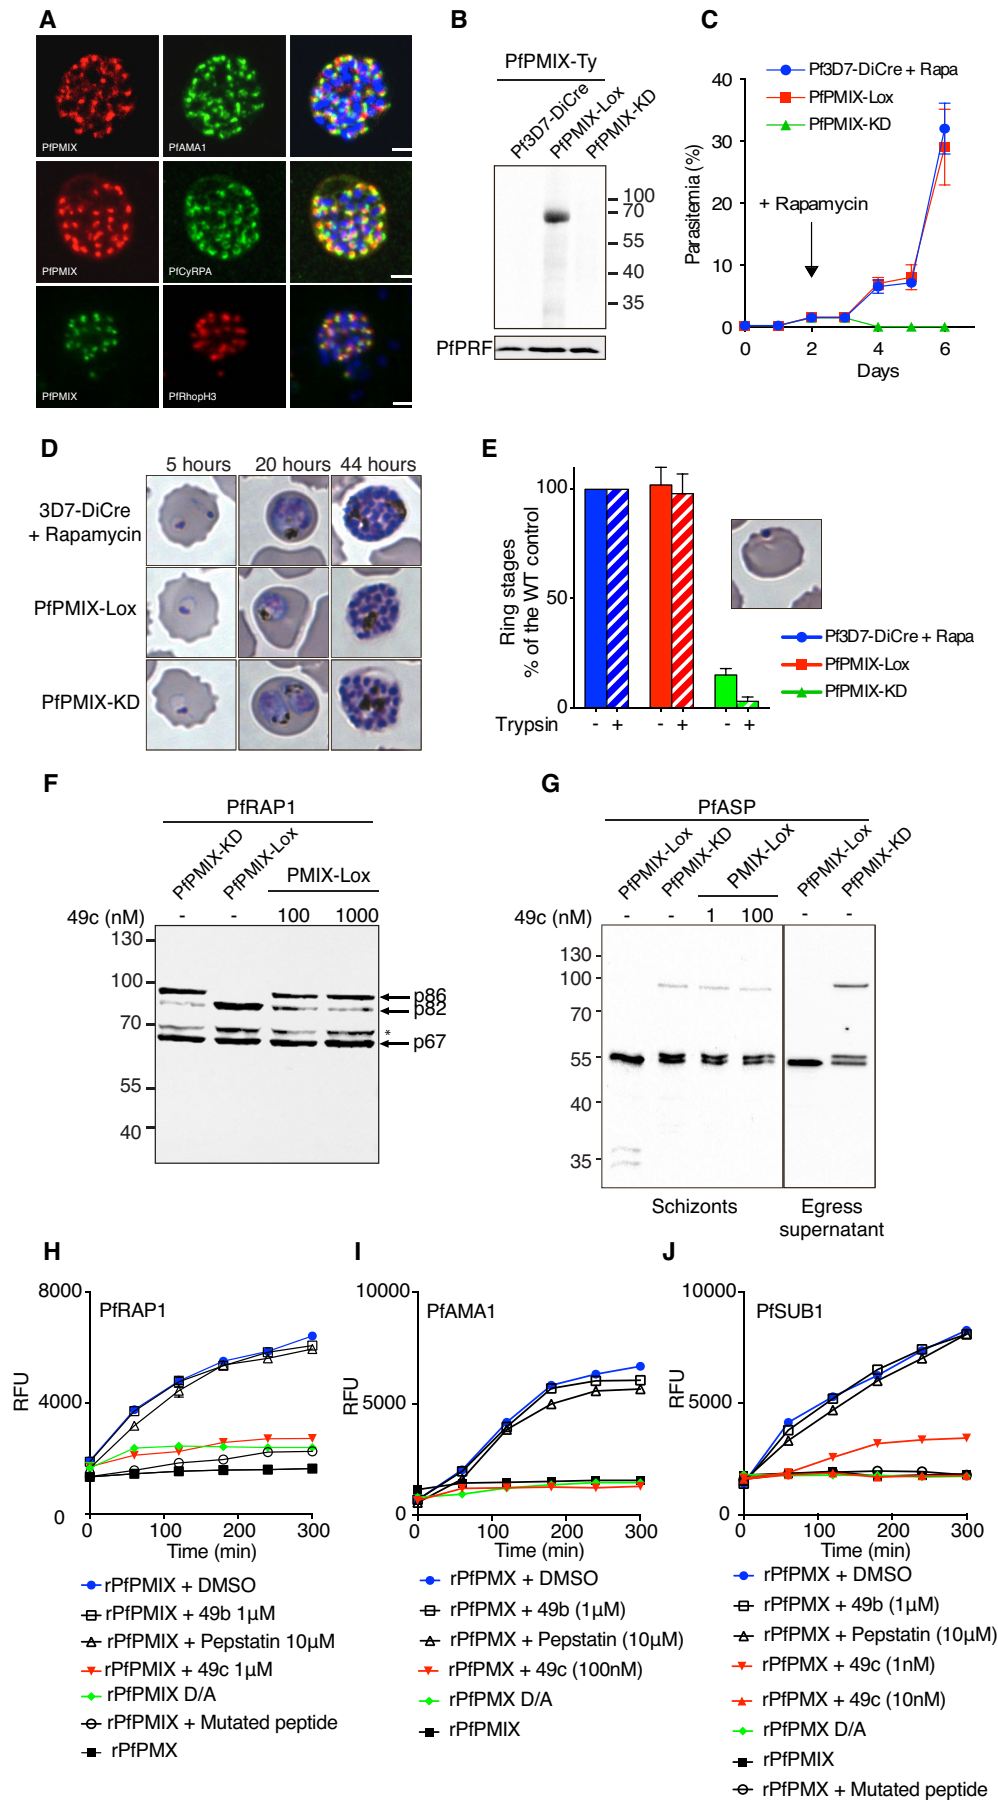 A
PfPMIX
PfAMA1
PfPMIX
PfCyRPA
PfPMIX
PfRhopH3
B
PfPMIX-Ty
Pf3D7-DiCre
PfPMIX-Lox
PfPMIX-KD
100
70
55
40
35
PfPRF
C
Pf3D7-DiCre + Rapa
PfPMIX-Lox
PfPMIX-KD
Parasitemia (%)
40
30
20
10
0
+ Rapamycin
0 2 4 6
Days
D
5 hours 20 hours 44 hours
3D7-DiCre
+ Rapamycin
PfPMIX-Lox
PfPMIX-KD
E
Ring stages
% of the WT control
100
50
0
Trypsin - + - + - +
Pf3D7-DiCre + Rapa
PfPMIX-Lox
PfPMIX-KD
F
PfRAP1
PfPMIX-KD
PfPMIX-Lox
PMIX-Lox
49c (nM) - - 100 1000
130
100
70
55
40
p86
p82
*
p67
G
PfASP
PfPMIX-Lox
PfPMIX-KD
PMIX-Lox
PfPMIX-Lox
PfPMIX-KD
49c (nM) - - 1 100 - -
130
100
70
55
40
35
Schizonts
Egress
supernatant
H
PfRAP1
RFU
8000
4000
0
0 100 200 300
Time (min)
rPfPMIX + DMSO
rPfPMIX + 49b 1µM
rPfPMIX + Pepstatin 10µM
rPfPMIX + 49c 1µM
rPfPMIX D/A
rPfPMIX + Mutated peptide
rPfPMX
I
PfAMA1
RFU
10000
5000
0
0 100 200 300
Time (min)
rPfPMX + DMSO
rPfPMX + 49b (1µM)
rPfPMX + Pepstatin (10µM)
rPfPMX + 49c (100nM)
rPfPMX D/A
rPfPMIX
J
PfSUB1
RFU
10000
5000
0
0 100 200 300
Time (min)
rPfPMX + DMSO
rPfPMX + 49b (1µM)
rPfPMX + Pepstatin (10µM)
rPfPMX + 49c (1nM)
rPfPMX + 49c (10nM)
rPfPMX D/A
rPfPMIX
rPfPMX + Mutated peptide